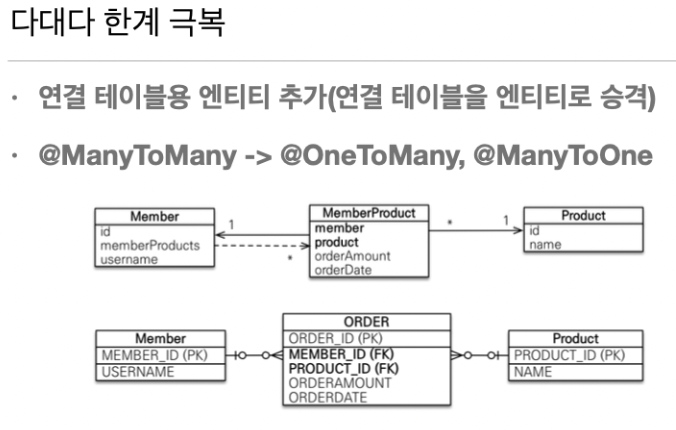 다대다 한계 극복
· 연결 테이블용 엔티티 추가(연결 테이블을 엔티티로 승격)
· @ManyToMany -> @OneToMany, @ManyToOne
Member
id
memberProducts
username
1
*
MemberProduct
member
product
orderAmount
orderDate
*
1
Product
id
name
Member
MEMBER_ID (PK)
USERNAME
ORDER
ORDER_ID (PK)
MEMBER_ID (FK)
PRODUCT_ID (FK)
ORDERAMOUNT
ORDERDATE
Product
PRODUCT_ID (PK)
NAME